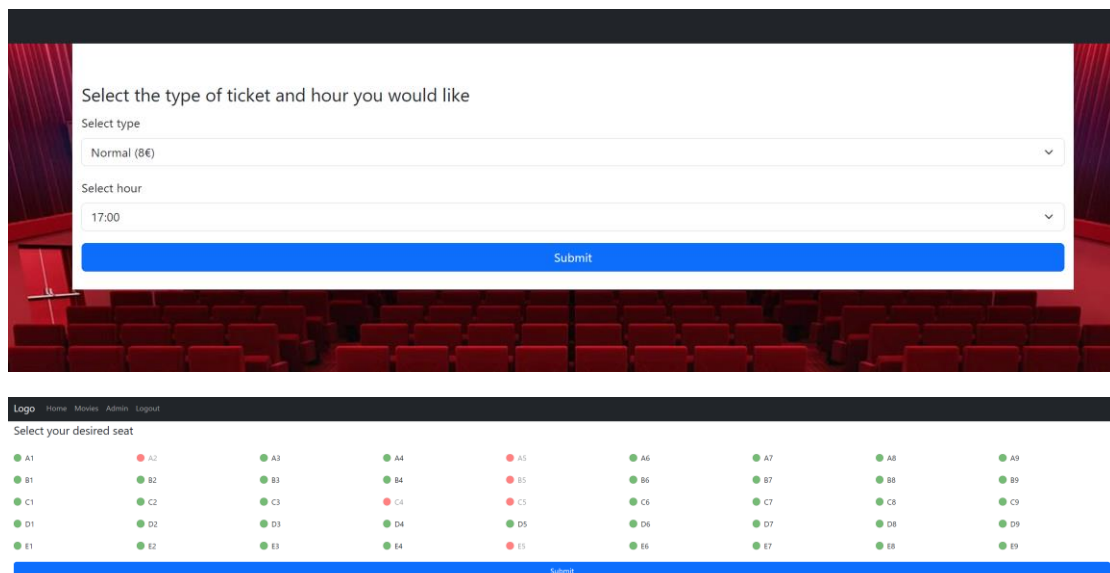 Select the type of ticket and hour you would like
Select type
Normal (8€)
Select hour
17:00
Submit
Logo Home Movies Admin Logout
Select your desired seat
A1 A2 A3 A4 A5 A6 A7 A8 A9
B1 B2 B3 B4 B5 B6 B7 B8 B9
C1 C2 C3 C4 C5 C6 C7 C8 C9
D1 D2 D3 D4 D5 D6 D7 D8 D9
E1 E2 E3 E4 E5 E6 E7 E8 E9
Submit